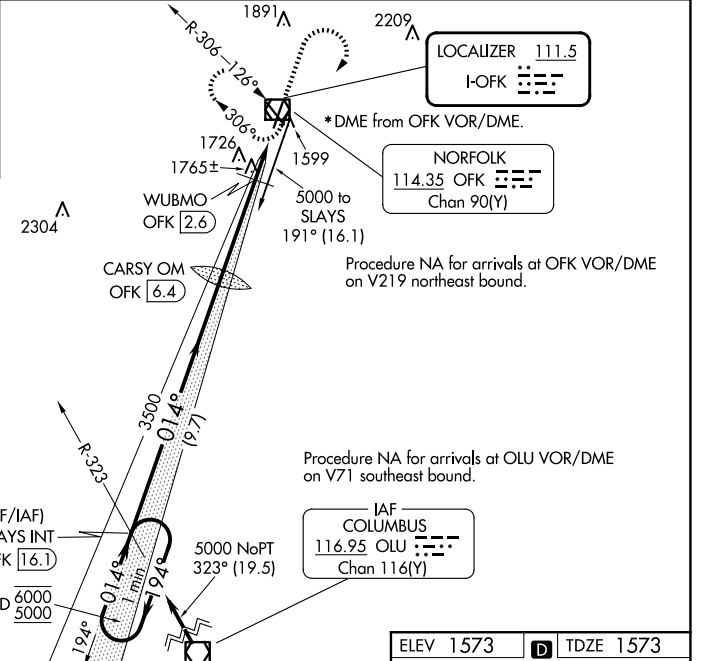 1891
2209
LOCALIZER 111.5
I-OFK
R-306
126°
306°
*DME from OFK VOR/DME.
1726
1765±
1599
NORFOLK
114.35 OFK
Chan 90(Y)
WUBMO
OFK 2.6
5000 to
SLAYS
191° (16.1)
2304
CARSY OM
OFK 6.4
Procedure NA for arrivals at OFK VOR/DME
on V219 northeast bound.
3500
014°
(9.7)
R-323
Procedure NA for arrivals at OLU VOR/DME
on V71 southeast bound.
F/IAF)
AYS INT
FK 16.1
IAF
COLUMBUS
116.95 OLU
Chan 116(Y)
5000 NoPT
323° (19.5)
014°
1 min
194°
D 6000
5000
194°
ELEV 1573 D TDZE 1573